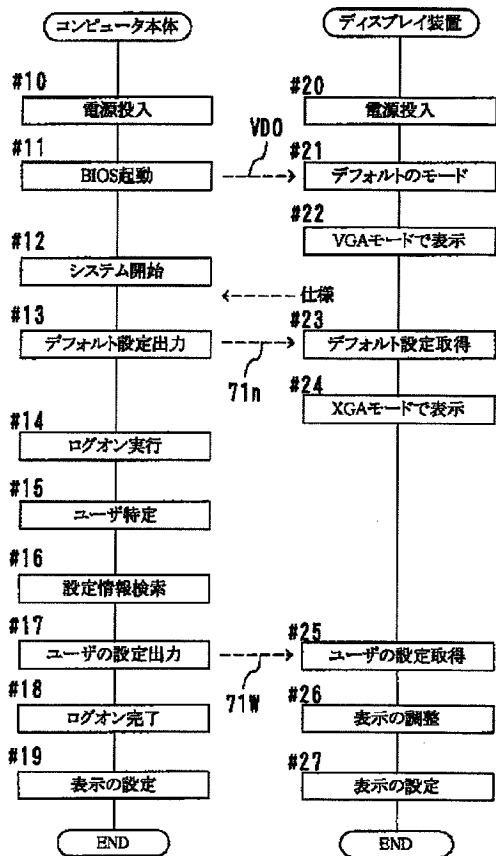 コンピュータ本体
ディスプレイ装置
#10
電源投入
#20
電源投入
#11
BIOS起動
VD0
#21
デフォルトのモード
#22
VGAモードで表示
#12
システム開始
仕様
#13
デフォルト設定出力
71n
#23
デフォルト設定取得
#24
XGAモードで表示
#14
ログオン実行
#15
ユーザ特定
#16
設定情報検索
#17
ユーザの設定出力
71W
#25
ユーザの設定取得
#18
ログオン完了
#26
表示の調整
#19
表示の設定
#27
表示の設定
END
END